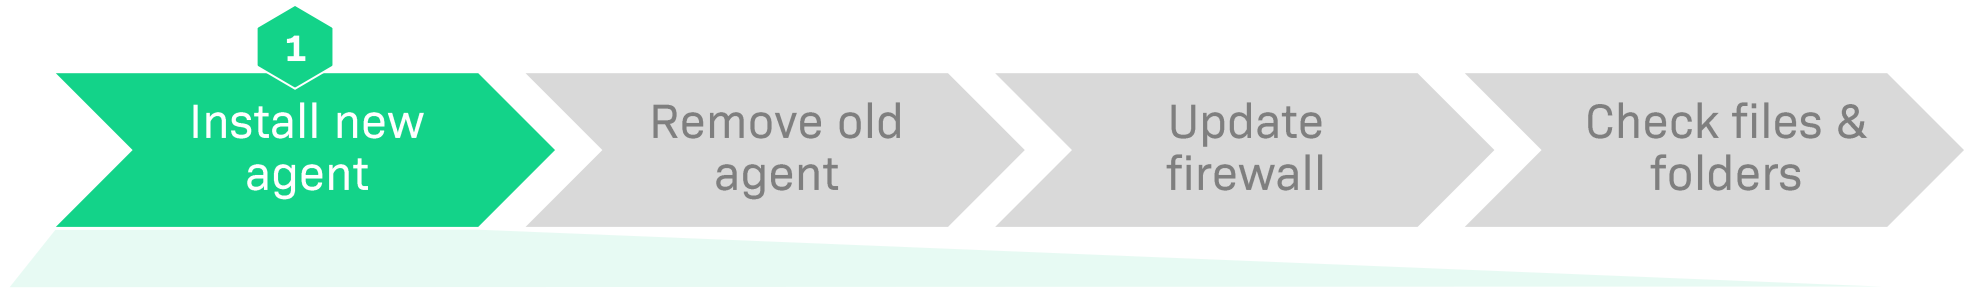 1
Install new
agent
Remove old
agent
Update
firewall
Check files &
folders